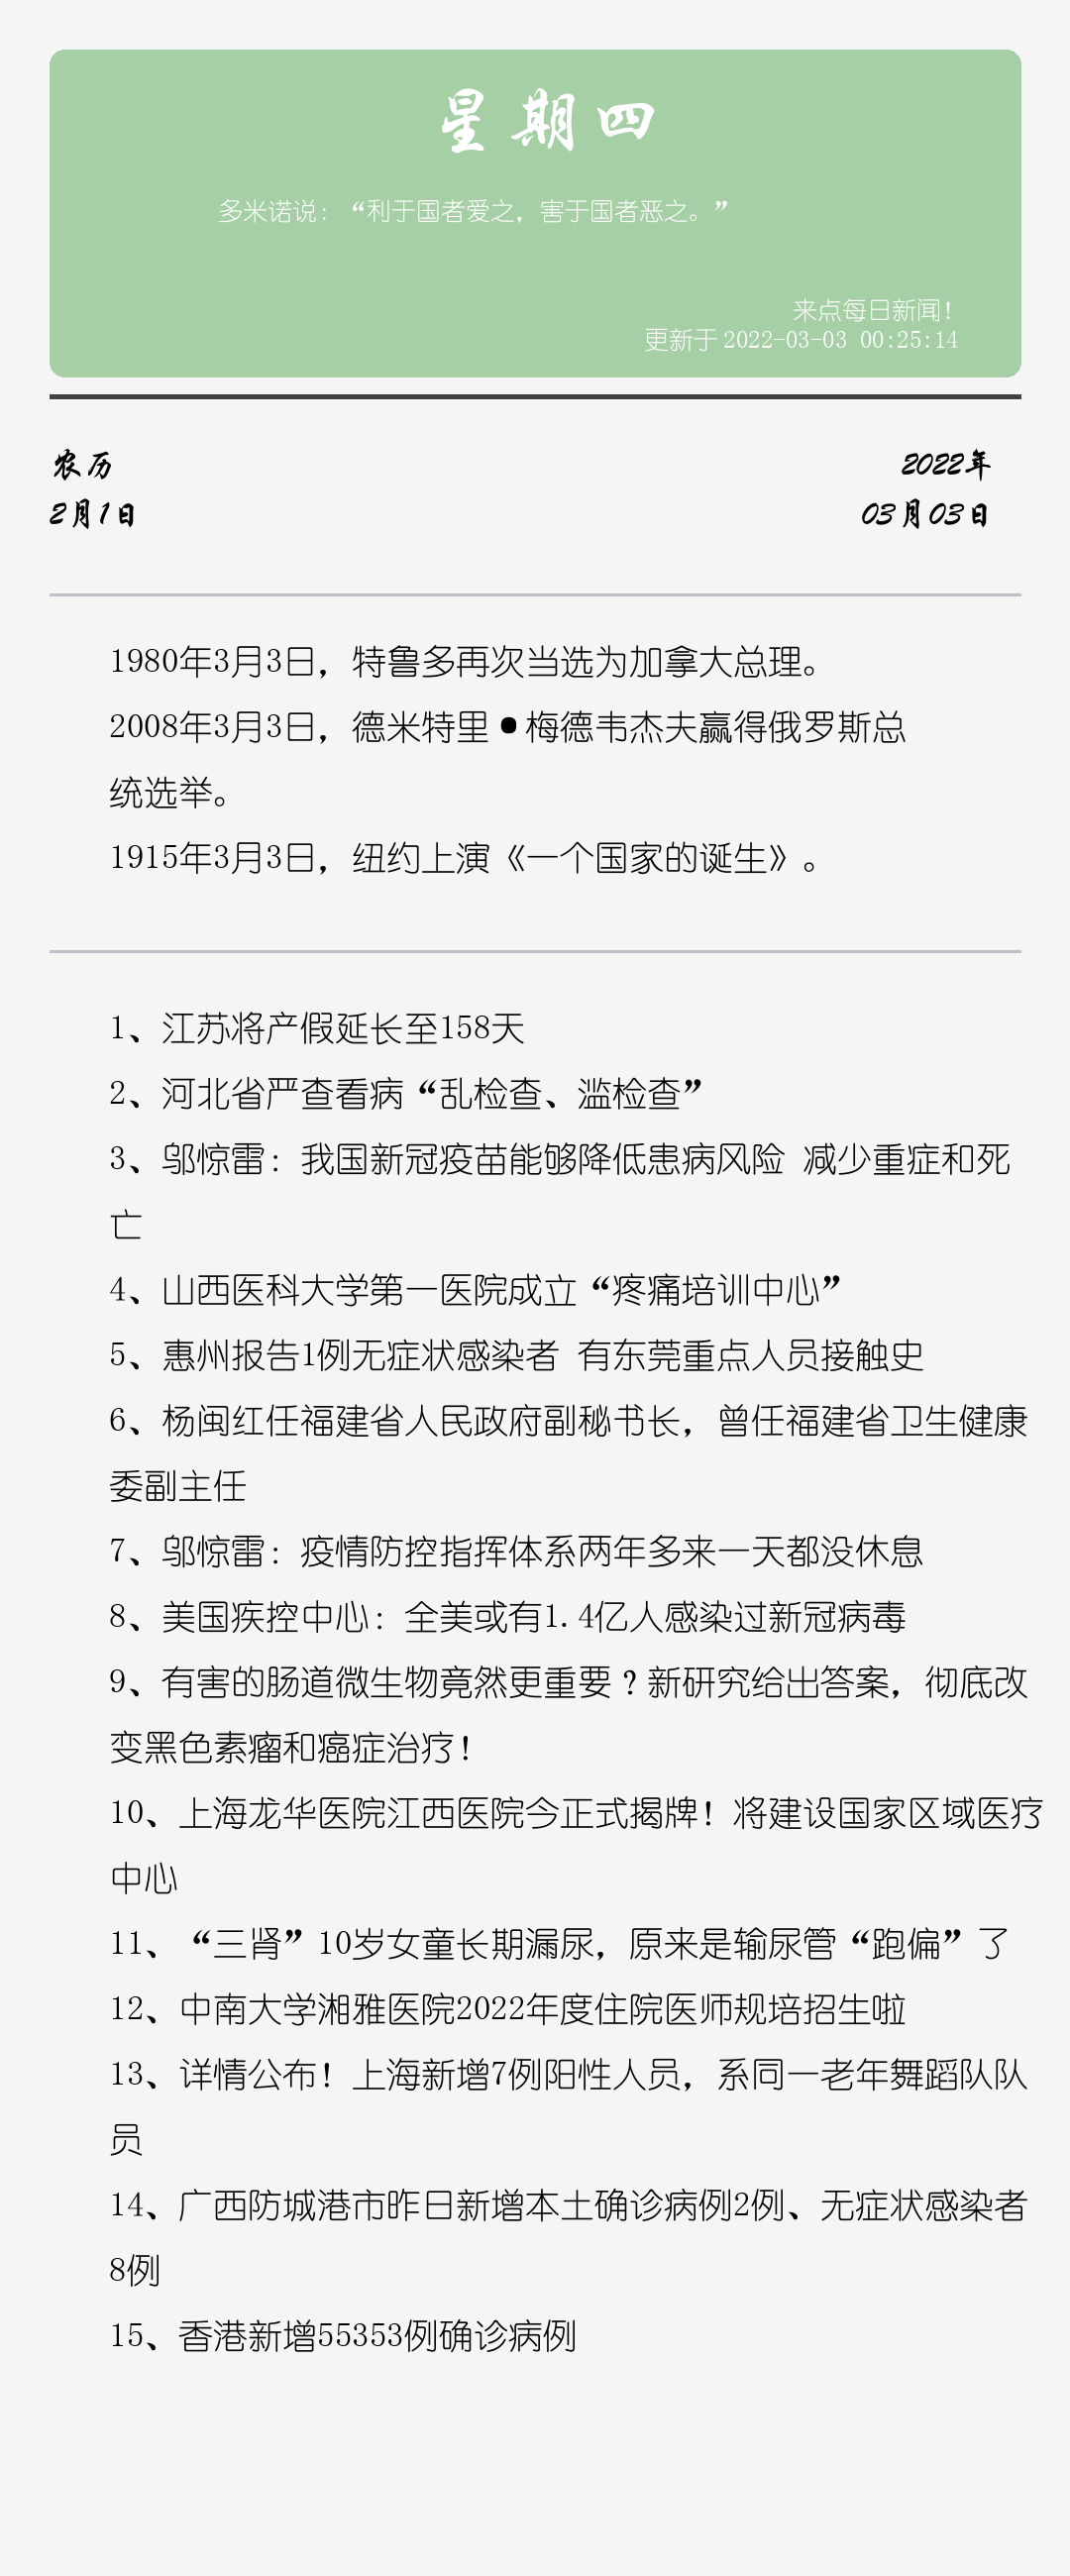 星期四
多米诺说：“利于国者爱之，害于国者恶之。”
来点每日新闻！
更新于 2022-03-03 00:25:14
农历
2022年
2月1日
03月03日
1980年3月3日，特鲁多再次当选为加拿大总理。
2008年3月3日，德米特里●梅德韦杰夫赢得俄罗斯总
统选举。
1915年3月3日，纽约上演《一个国家的诞生》。
1、江苏将产假延长至158天
2、河北省严查看病“乱检查、滥检查”
3、邬惊雷：我国新冠疫苗能够降低患病风险 减少重症和死
亡
4、山西医科大学第一医院成立“疼痛培训中心”
5、惠州报告1例无症状感染者 有东莞重点人员接触史
6、杨闽红任福建省人民政府副秘书长，曾任福建省卫生健康
委副主任
7、邬惊雷：疫情防控指挥体系两年多来一天都没休息
8、美国疾控中心：全美或有1.4亿人感染过新冠病毒
9、有害的肠道微生物竟然更重要？新研究给出答案，彻底改
变黑色素瘤和癌症治疗！
10、上海龙华医院江西医院今正式揭牌！将建设国家区域医疗
中心
11、“三肾”10岁女童长期漏尿，原来是输尿管“跑偏”了
12、中南大学湘雅医院2022年度住院医师规培招生啦
13、详情公布！上海新增7例阳性人员，系同一老年舞蹈队队
员
14、广西防城港市昨日新增本土确诊病例2例、无症状感染者
8例
15、香港新增55353例确诊病例